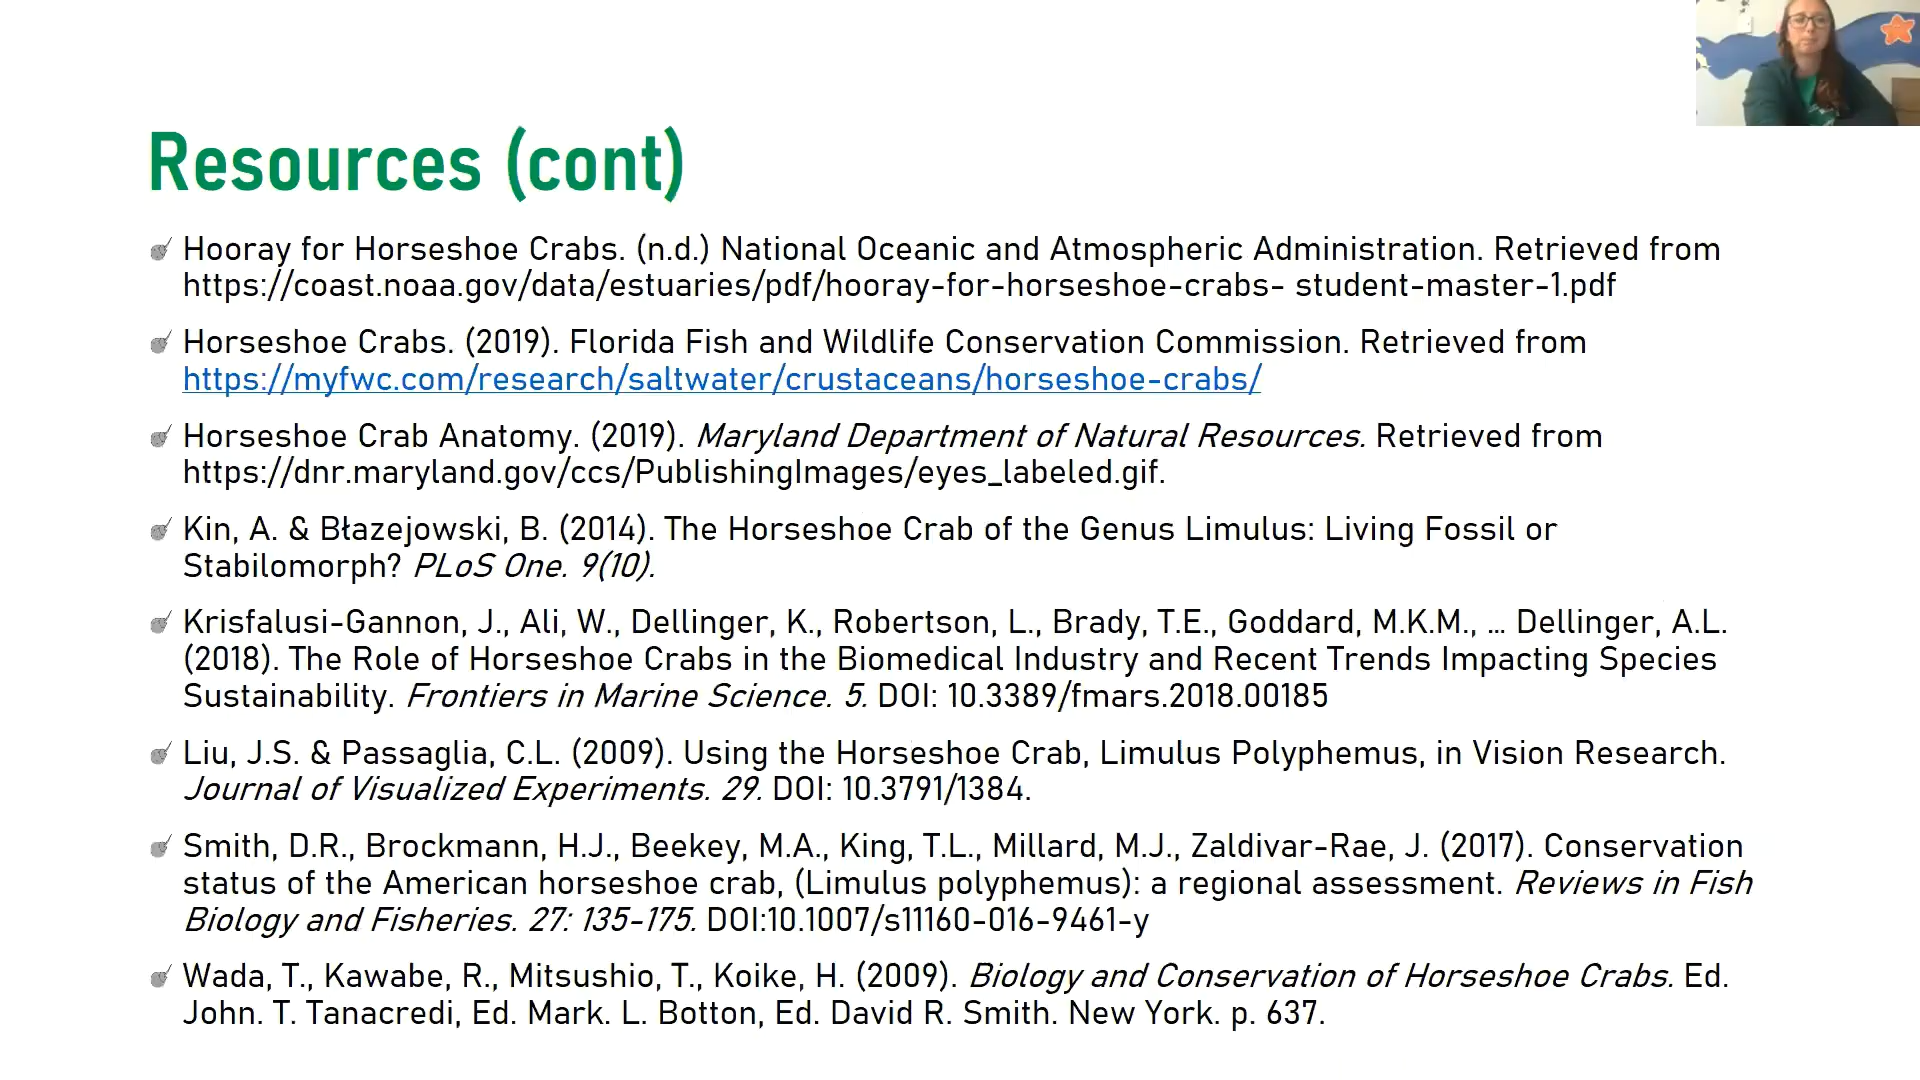 Resources (cont)
Hooray for Horseshoe Crabs. (n.d.) National Oceanic and Atmospheric Administration. Retrieved from
https://coast.noaa.gov/data/estuaries/pdf/hooray-for-horseshoe-crabs- student-master-1.pdf
Horseshoe Crabs. (2019). Florida Fish and Wildlife Conservation Commission. Retrieved from
https://myfwc.com/research/saltwater/crustaceans/horseshoe-crabs/
Horseshoe Crab Anatomy. (2019). Maryland Department of Natural Resources. Retrieved from
https://dnr.maryland.gov/ccs/PublishingImages/eyes_labeled.gif.
Kin, A. & Błazejowski, B. (2014). The Horseshoe Crab of the Genus Limulus: Living Fossil or
Stabilomorph? PLoS One. 9(10).
Krisfalusi-Gannon, J., Ali, W., Dellinger, K., Robertson, L., Brady, T.E., Goddard, M.K.M., … Dellinger, A.L.
(2018). The Role of Horseshoe Crabs in the Biomedical Industry and Recent Trends Impacting Species
Sustainability. Frontiers in Marine Science. 5. DOI: 10.3389/fmars.2018.00185
Liu, J.S. & Passaglia, C.L. (2009). Using the Horseshoe Crab, Limulus Polyphemus, in Vision Research.
Journal of Visualized Experiments. 29. DOI: 10.3791/1384.
Smith, D.R., Brockmann, H.J., Beekey, M.A., King, T.L., Millard, M.J., Zaldivar-Rae, J. (2017). Conservation
status of the American horseshoe crab, (Limulus polyphemus): a regional assessment. Reviews in Fish
Biology and Fisheries. 27: 135-175. DOI:10.1007/s11160-016-9461-y
Wada, T., Kawabe, R., Mitsushio, T., Koike, H. (2009). Biology and Conservation of Horseshoe Crabs. Ed.
John. T. Tanacredi, Ed. Mark. L. Botton, Ed. David R. Smith. New York. p. 637.